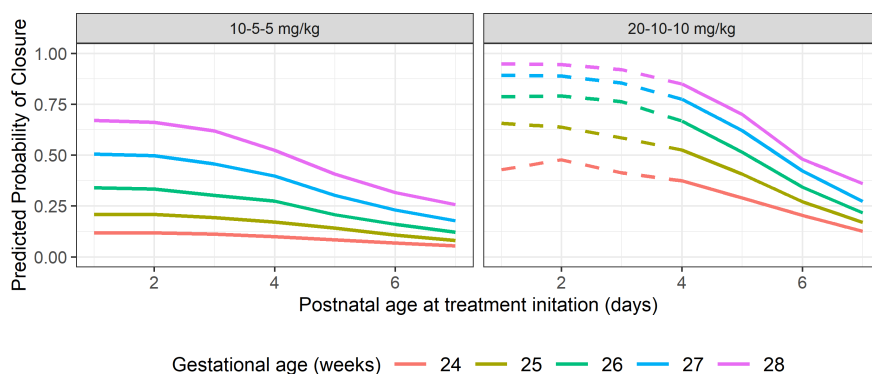 10-5-5 mg/kg 20-10-10 mg/kg
Predicted Probability of Closure
1.00
0.75
0.50
0.25
0.00
2 4 6 2 4 6
Postnatal age at treatment initation (days)
Gestational age (weeks) 24 25 26 27 28